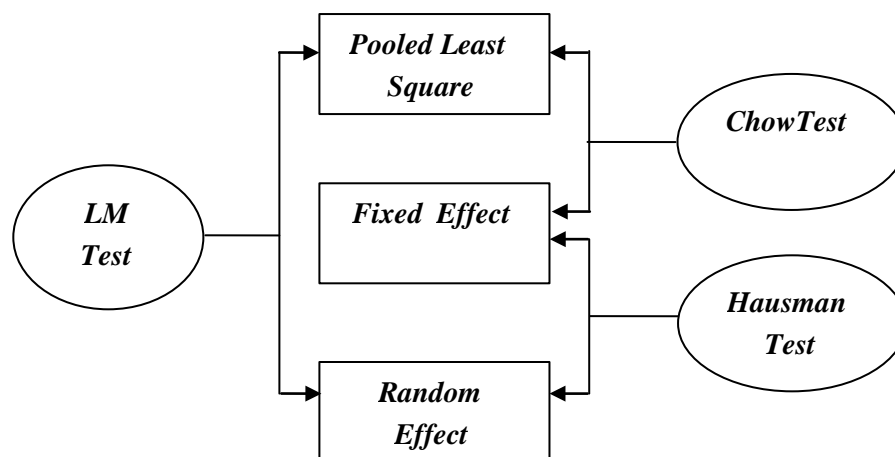 Pooled Least
Square
ChowTest
LM
Test
Fixed Effect
Hausman
Test
Random
Effect